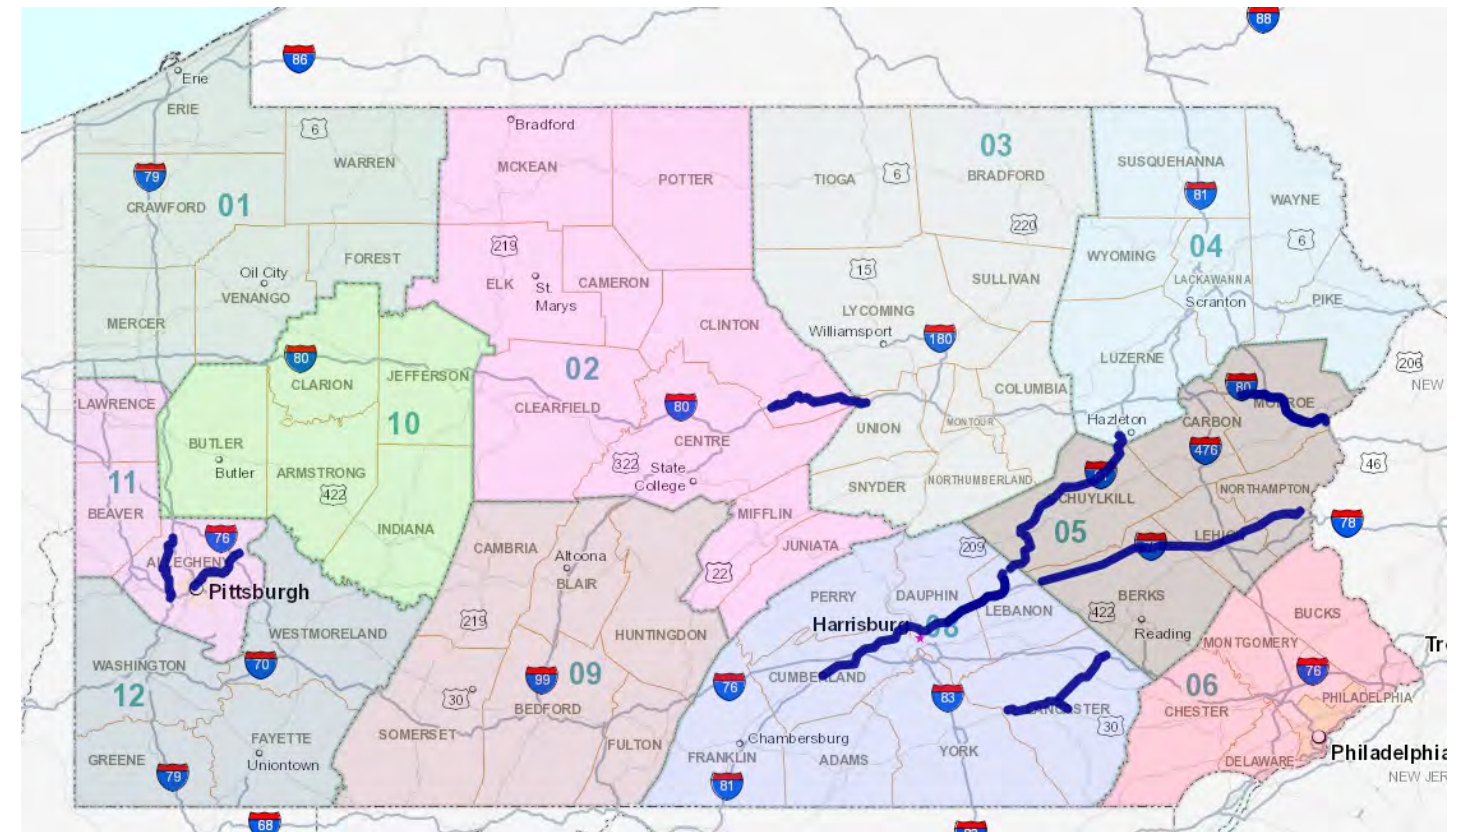 88
86
Erie
ERIE
Bradford
6
WARREN
MCKEAN
POTTER
TIOGA
6
03
BRADFORD
SUSQUEHANNA
79
CRAWFORD
01
81
WAYNE
220
219
FOREST
Oil City
VENANGO
ELK
St.
Marys
CAMERON
15
SULLIVAN
WYOMING
04
6
LACKAWANNA
Scranton
PIKE
MERCER
CLINTON
LYCOMING
Williamsport
180
80
CLARION
JEFFERSON
02
LUZERNE
206
NEW
LAWRENCE
CLEARFIELD
80
COLUMBIA
80
10
CENTRE
UNION
MONTOUR
Hazleton
CARBON
BUTLER
Butler
ARMSTRONG
422
322
State
College
476
46
11
BEAVER
SNYDER
NORTHUMBERLAND
NORTHAMPTON
INDIANA
MIFFLIN
05
78
76
CAMBRIA
Altoona
BLAIR
JUNIATA
209
22
Pittsburgh
PERRY
DAUPHIN
LEBANON
BERKS
422
Reading
BUCKS
219
HUNTINGDON
Harrisburg
08
WESTMORELAND
MONTGOMERY
WASHINGTON
70
12
99
09
30
BEDFORD
76
83
06
CHESTER
76
PHILADELPHIA
SOMERSET
30
FAYETTE
Uniontown
FULTON
Chambersburg
FRANKLIN
ADAMS
YORK
GREENE
79
81
DELAWARE
Philadelphia
NEW JER
68